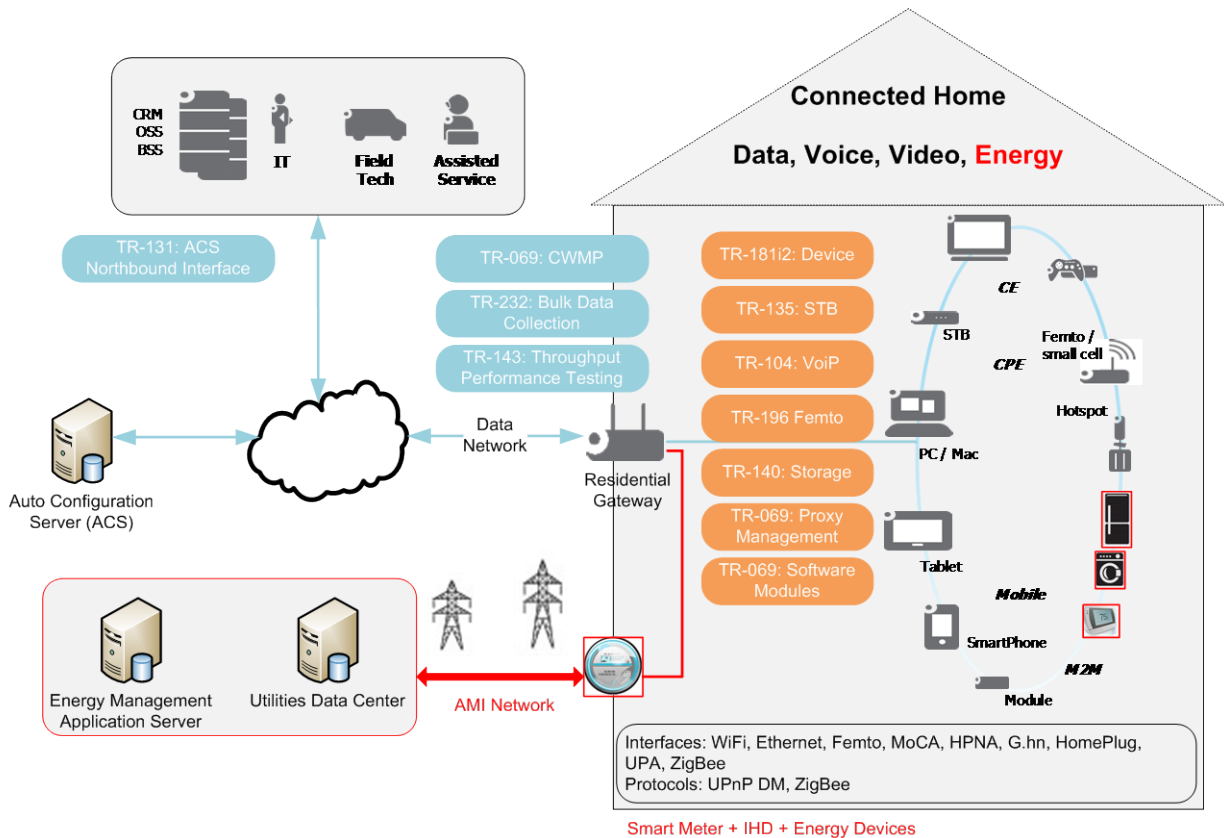 CRM
OSS
BSS
IT
Field
Tech
Assisted
Service
Connected Home
Data, Voice, Video, Energy
TR-131: ACS
Northbound Interface
TR-069: CWMP
TR-232: Bulk Data
Collection
TR-143: Throughput
Performance Testing
TR-181i2: Device
TR-135: STB
TR-104: VoiP
TR-196 Femto
TR-140: Storage
TR-069: Proxy
Management
TR-069: Software
Modules
CE
STB
Femto /
small cell
CPE
Hotspot
PC / Mac
Tablet
Mobile
SmartPhone
M2M
Module
Data
Network
Residential
Gateway
Auto Configuration
Server (ACS)
Energy Management
Application Server
Utilities Data Center
AMI Network
Interfaces: WiFi, Ethernet, Femto, MoCA, HPNA, G.hn, HomePlug,
UPA, ZigBee
Protocols: UPnP DM, ZigBee
Smart Meter + IHD + Energy Devices